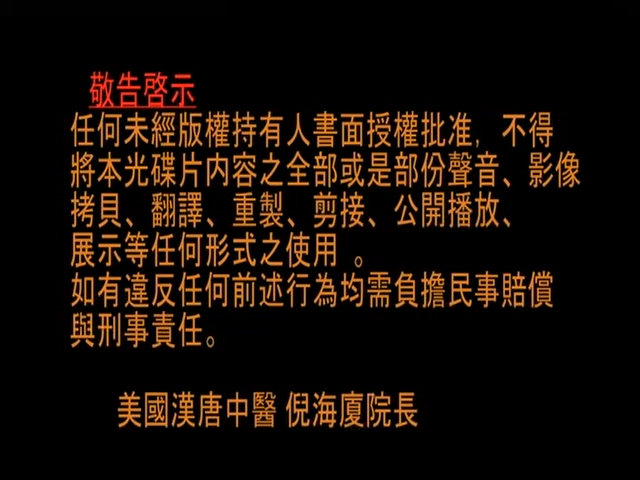 敬告啓示
任何未經版權持有人書面授權批准, 不得
將本光碟片內容之全部或是部份聲音、影像
拷貝、翻譯、重製、剪接、公開播放、
展示等任何形式之使用 。
如有違反任何前述行為均需負擔民事賠償
與刑事責任。
美國漢唐中醫 倪海廈院長